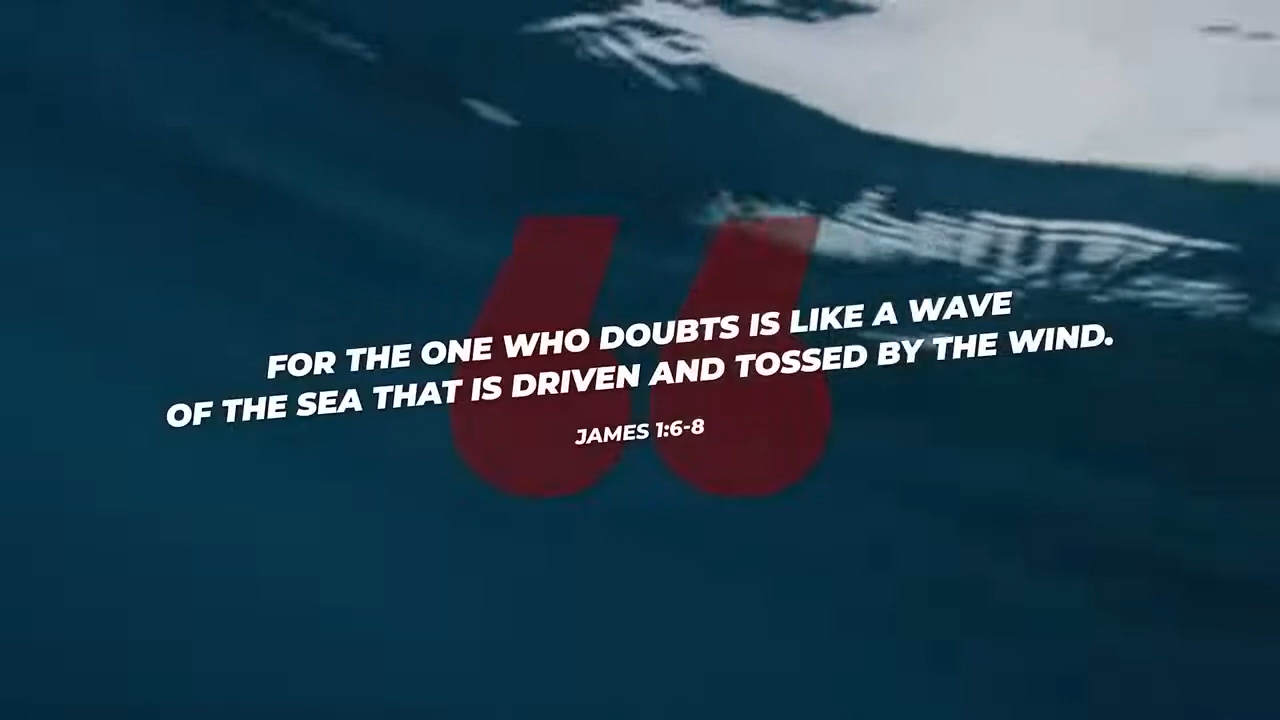 FOR THE ONE WHO DOUBTS IS LIKE A WAVE
OF THE SEA THAT IS DRIVEN AND TOSSED BY THE WIND.
JAMES 1:6-8